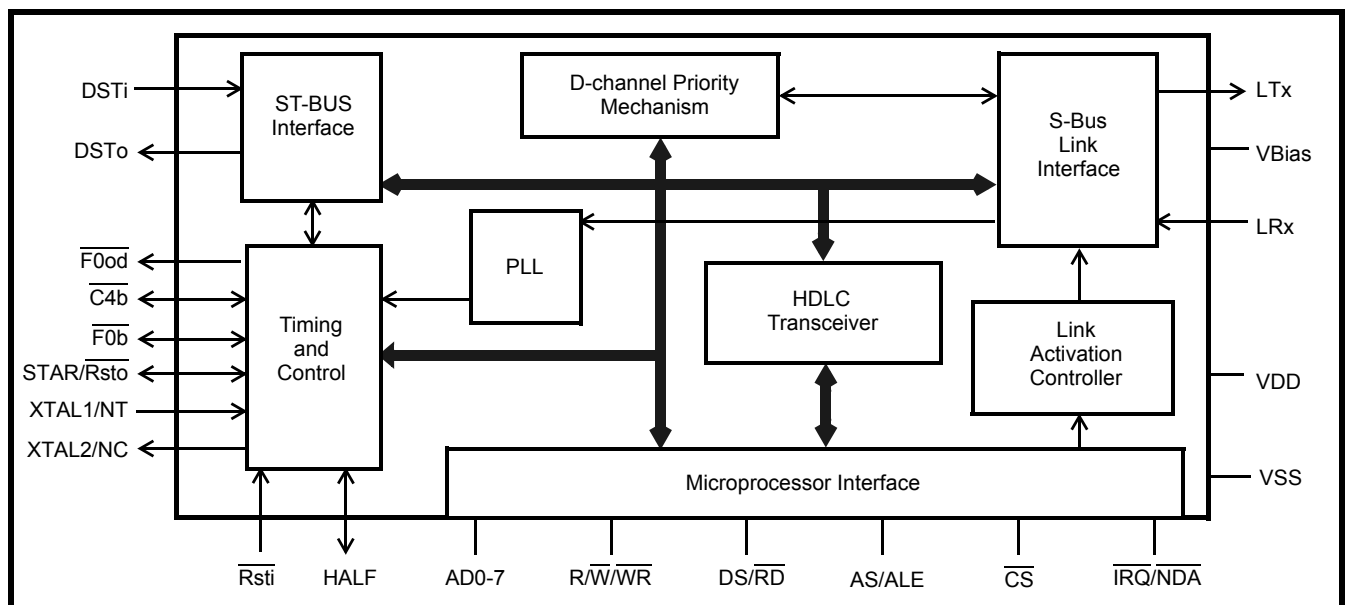 DSTi
DSTo
F0od
C4b
F0b
STAR/Rsto
XTAL1/NT
XTAL2/NC
ST-BUS
Interface
D-channel Priority
Mechanism
S-Bus
Link
Interface
PLL
HDLC
Transceiver
Timing
and
Control
Link
Activation
Controller
Microprocessor Interface
LTx
VBias
LRx
VDD
VSS
Rsti
HALF
AD0-7
R/W/WR
DS/RD
AS/ALE
CS
IRQ/NDA